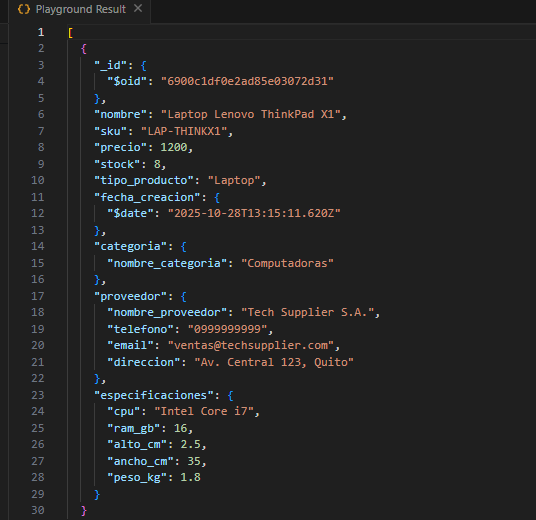 Playground Result
1 [
2 {
3 "_id": {
4 "$oid": "6900c1df0e2ad85e03072d31"
5 },
6 "nombre": "Laptop Lenovo ThinkPad X1",
7 "sku": "LAP-THINKX1",
8 "precio": 1200,
9 "stock": 8,
10 "tipo_producto": "Laptop",
11 "fecha_creacion": {
12 "$date": "2025-10-28T13:15:11.620Z"
13 },
14 "categoria": {
15 "nombre_categoria": "Computadoras"
16 },
17 "proveedor": {
18 "nombre_proveedor": "Tech Supplier S.A.",
19 "telefono": "0999999999",
20 "email": "ventas@techsupplier.com",
21 "direccion": "Av. Central 123, Quito"
22 },
23 "especificaciones": {
24 "cpu": "Intel Core i7",
25 "ram_gb": 16,
26 "alto_cm": 2.5,
27 "ancho_cm": 35,
28 "peso_kg": 1.8
29 }
30 }